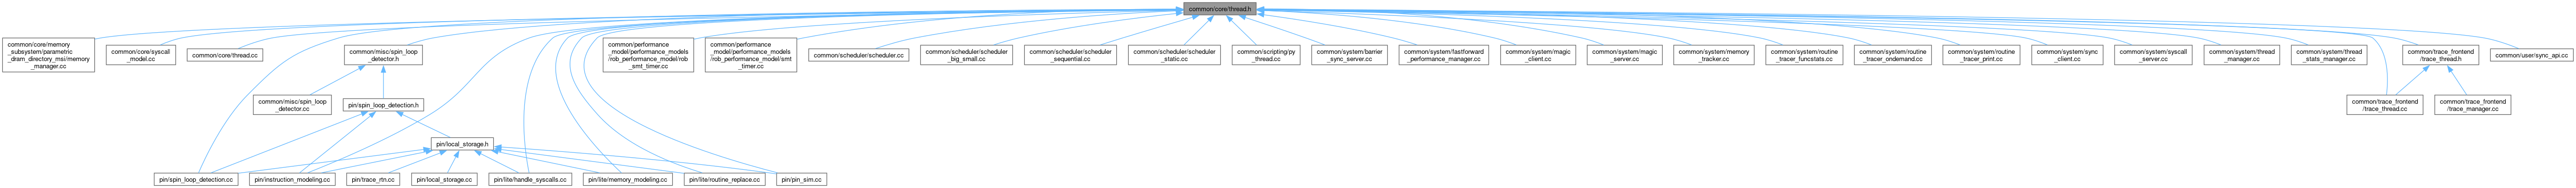 common/core/thread.h
common/core/memory
_subsystem/parametric
_dram_directory_msi/memory
_manager.cc
common/core/syscall
_model.cc
common/core/thread.cc
common/misc/spin_loop
_detector.h
common/performance
_model/performance_models
/rob_performance_model/rob
_smt_timer.cc
common/performance
_model/performance_models
/rob_performance_model/smt
_timer.cc
common/scheduler/scheduler.cc
common/scheduler/scheduler
_big_small.cc
common/scheduler/scheduler
_sequential.cc
common/scheduler/scheduler
_static.cc
common/scripting/py
_thread.cc
common/system/barrier
_sync_server.cc
common/system/fastforward
_performance_manager.cc
common/system/magic
_client.cc
common/system/magic
_server.cc
common/system/memory
_tracker.cc
common/system/routine
_tracer_funcstats.cc
common/system/routine
_tracer_ondemand.cc
common/system/routine
_tracer_print.cc
common/system/sync
_client.cc
common/system/syscall
_server.cc
common/system/thread
_manager.cc
common/system/thread
_stats_manager.cc
common/trace_frontend
/trace_thread.h
common/user/sync_api.cc
common/misc/spin_loop
_detector.cc
pin/spin_loop_detection.h
common/trace_frontend
/trace_thread.cc
common/trace_frontend
/trace_manager.cc
pin/local_storage.h
pin/spin_loop_detection.cc
pin/instruction_modeling.cc
pin/trace_rtn.cc
pin/local_storage.cc
pin/lite/handle_syscalls.cc
pin/lite/memory_modeling.cc
pin/lite/routine_replace.cc
pin/pin_sim.cc